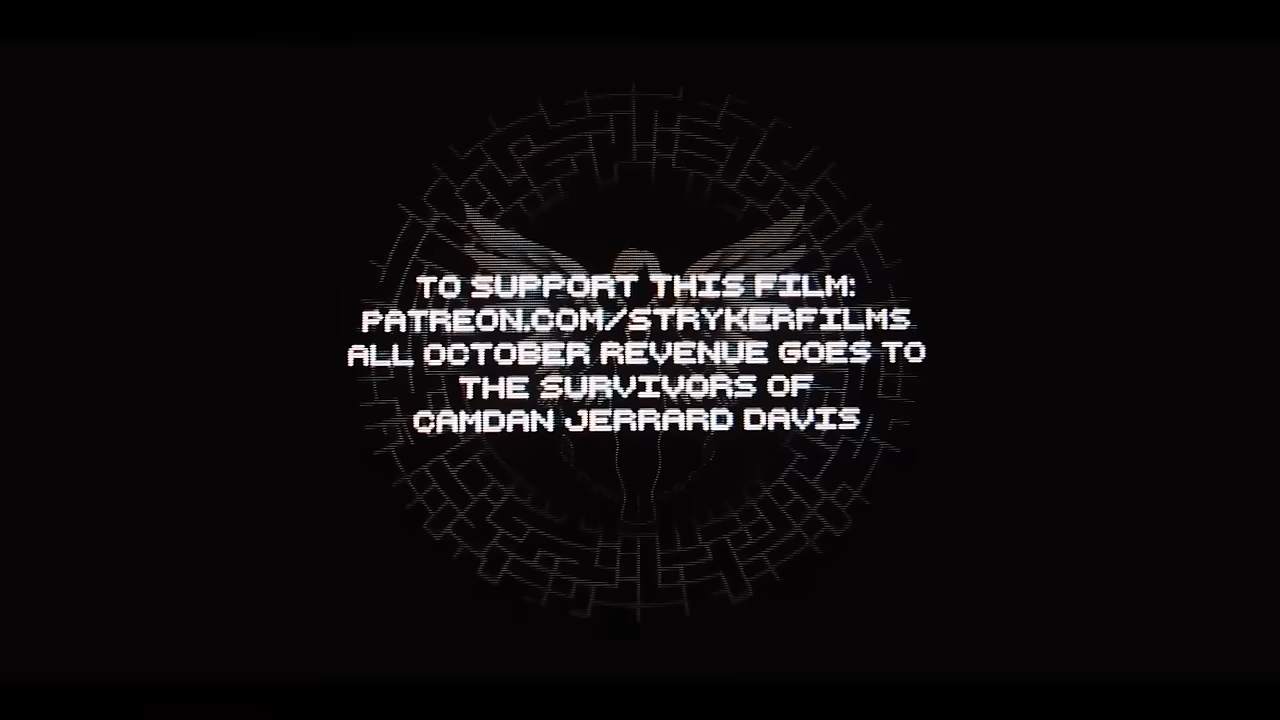 TO SUPPORT THIS FILM:
PATREON.COM/STRYKERFILMS
ALL OCTOBER REVENUE GOES TO
THE SURVIVORS OF
CAMDAN JERRARD DAVIS